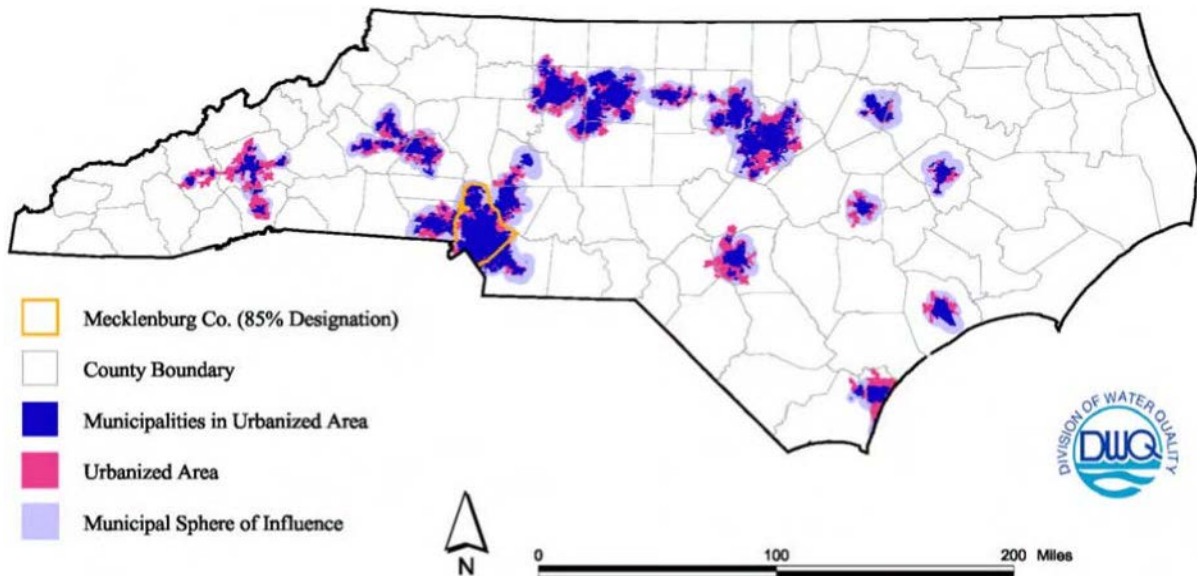 Mecklenburg Co. (85% Designation)
County Boundary
Municipalities in Urbanized Area
Urbanized Area
Municipal Sphere of Influence
N
0 100 200 Miles
DIVISION OF WATER QUALITY
DWQ